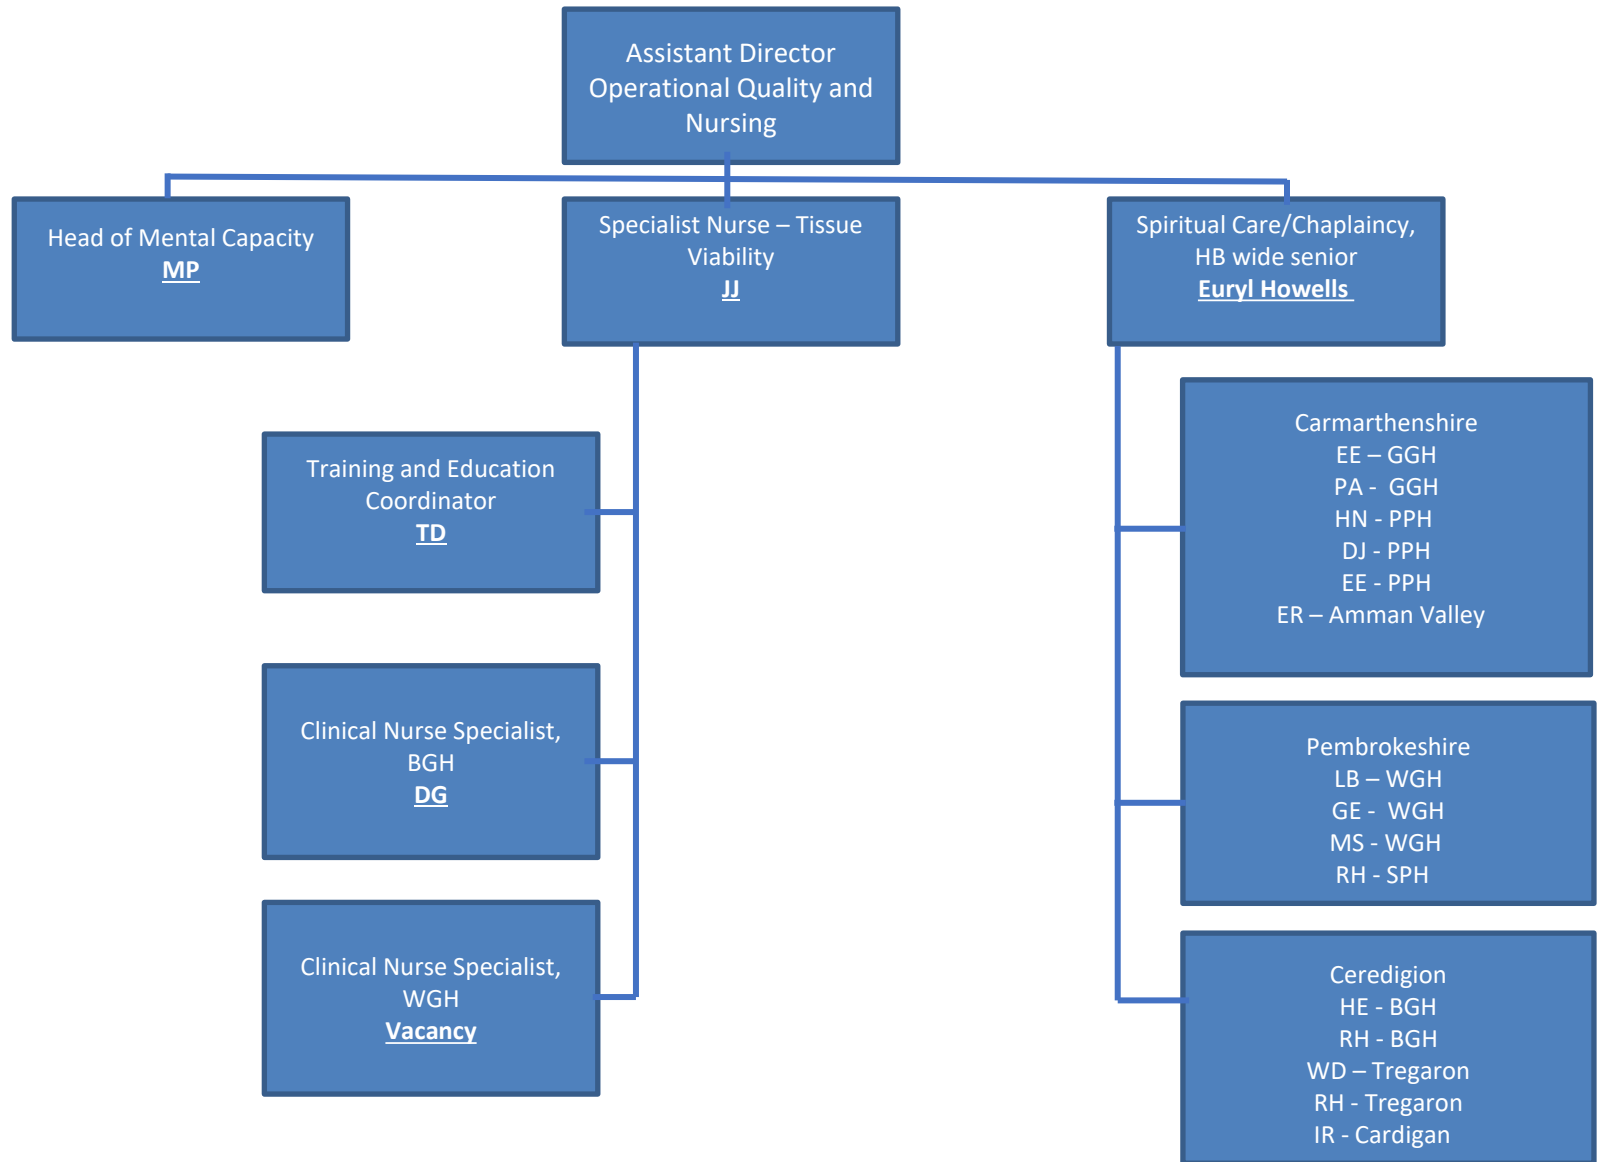 Assistant Director
Operational Quality and
Nursing
Head of Mental Capacity
MP
Specialist Nurse – Tissue
Viability
JJ
Spiritual Care/Chaplaincy,
HB wide senior
Euryl Howells
Training and Education
Coordinator
TD
Clinical Nurse Specialist,
BGH
DG
Clinical Nurse Specialist,
WGH
Vacancy
Carmarthenshire
EE – GGH
PA - GGH
HN - PPH
DJ - PPH
EE - PPH
ER – Amman Valley
Pembrokeshire
LB – WGH
GE - WGH
MS - WGH
RH - SPH
Ceredigion
HE - BGH
RH - BGH
WD – Tregaron
RH - Tregaron
IR - Cardigan